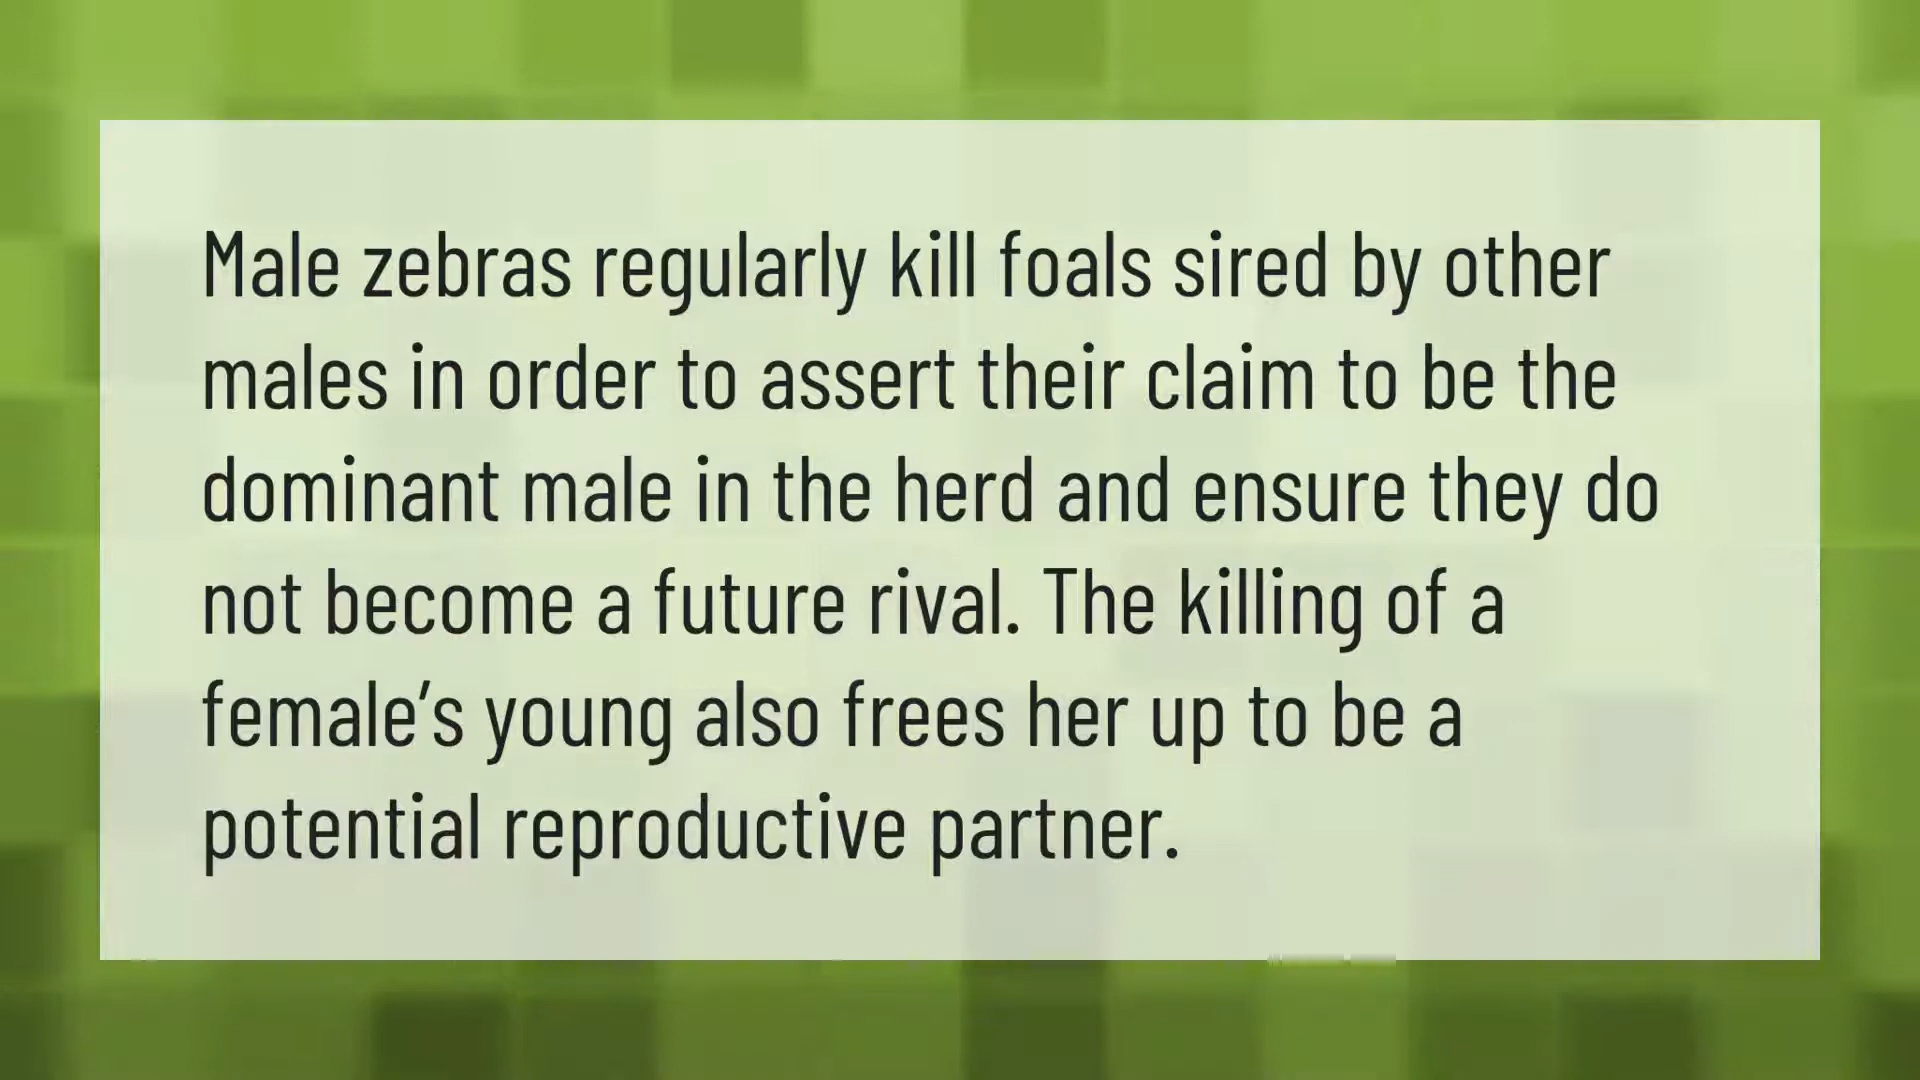 Male zebras regularly kill foals sired by other
males in order to assert their claim to be the
dominant male in the herd and ensure they do
not become a future rival. The killing of a
female’s young also frees her up to be a
potential reproductive partner.